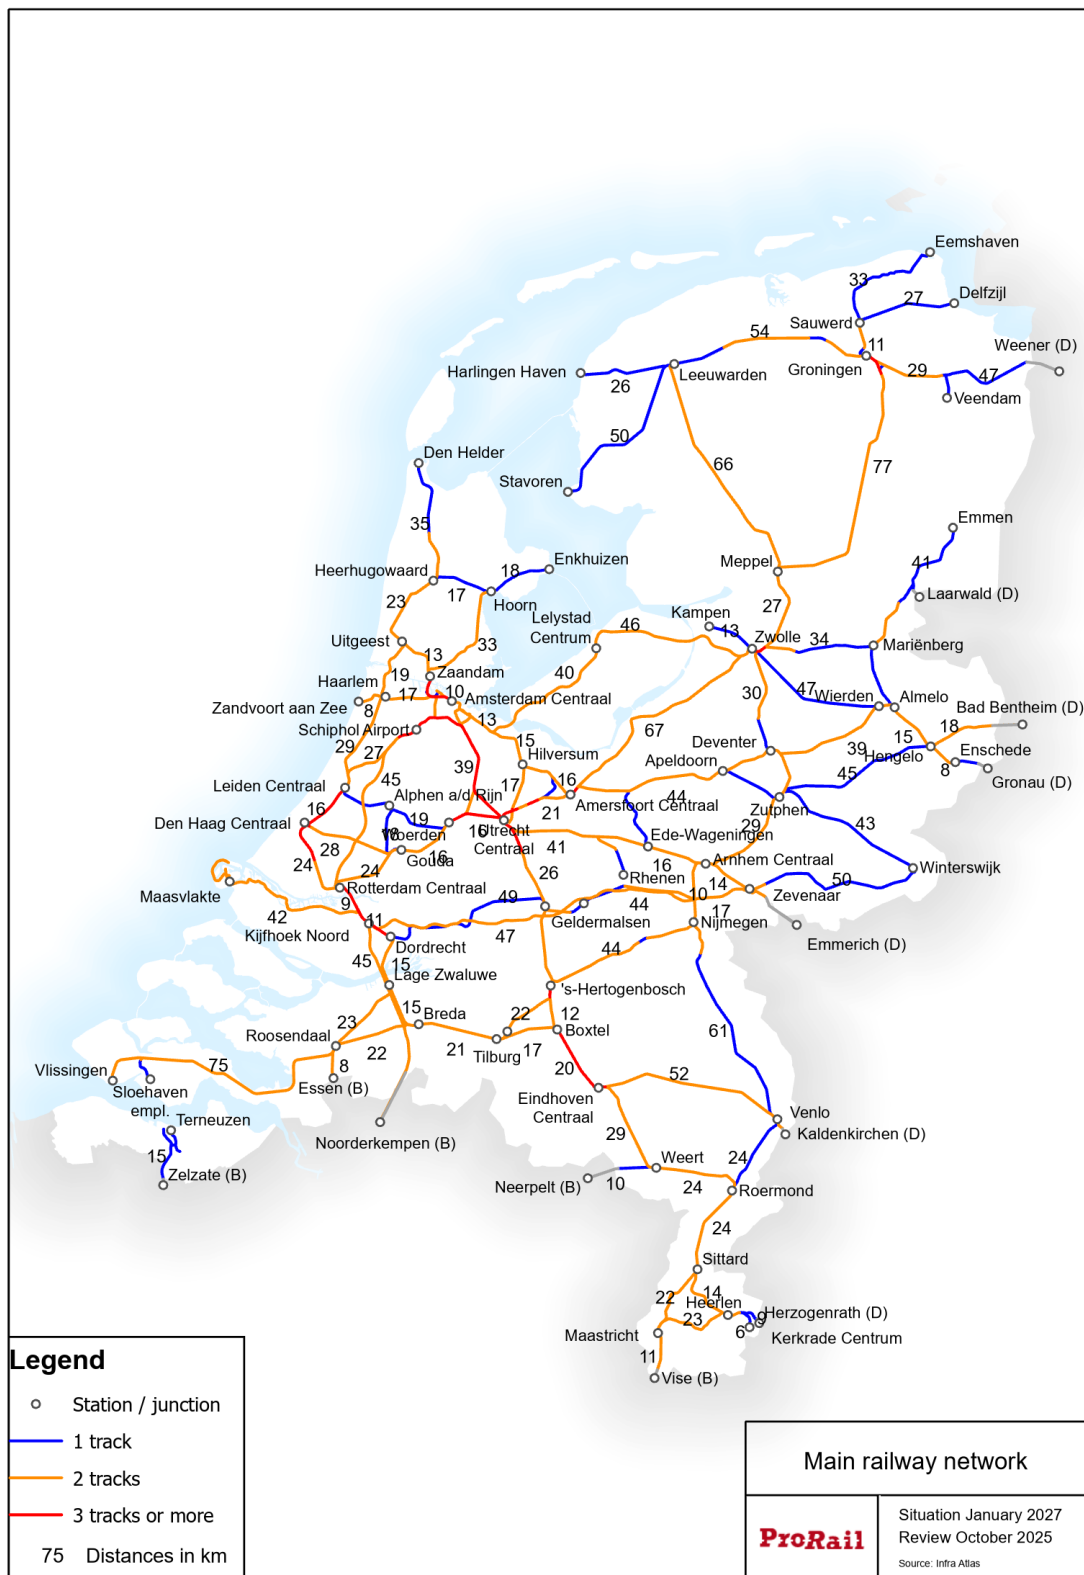 Eemshaven
33
27
Delfzijl
Sauwerd
54
11
Weener (D)
Groningen
29
47
Harlingen Haven
26
Leeuwarden
Veendam
50
Den Helder
66
77
Stavoren
35
Emmen
Enkhuizen
Meppel
41
Heerhugowaard
18
17
Hoorn
Laarwald (D)
23
27
Lelystad
Centrum
46
Kampen
13
Zwolle
34
Uitgeest
33
Mariënberg
13
40
19
Zaandam
Haarlem
17
10
Amsterdam Centraal
30
47
Wierden
Almelo
Zandvoort aan Zee
8
Bad Bentheim (D)
13
18
Schiphol Airport
67
15
29
27
15
Hilversum
Deventer
39
Hengelo
Enschede
39
Apeldoorn
8
Gronau (D)
45
17
16
45
Leiden Centraal
Alphen a/d Rijn
44
Amersfoort Centraal
Zutphen
16
19
21
Den Haag Centraal
Woerden
18
16
Utrecht
Centraal
Ede-Wageningen
29
43
28
16
41
Gouda
24
24
16
Arnhem Centraal
Winterswijk
Rhenen
14
50
Rotterdam Centraal
26
Zevenaar
Maasvlakte
9
49
44
10
42
11
Geldermalsen
17
Nijmegen
Kijfhoek Noord
47
Dordrecht
Emmerich (D)
45
15
44
Lage Zwaluwe
's-Hertogenbosch
15
Breda
22
12
Boxtel
23
61
Roosendaal
22
21
17
Tilburg
75
8
20
52
Vlissingen
Sloehaven
empl.
Essen (B)
Eindhoven
Centraal
Terneuzen
Venlo
Noorderkempen (B)
29
Kaldenkirchen (D)
15
Weert
24
Zelzate (B)
Neerpelt (B)
10
24
Roermond
24
Sittard
22
14
Heerlen
Herzogenrath (D)
9
Maastricht
23
6
Kerkrade Centrum
11
Vise (B)
Legend
Station / junction
1 track
2 tracks
3 tracks or more
75 Distances in km
Main railway network
ProRail
Situation January 2027
Review October 2025
Source: Infra Atlas